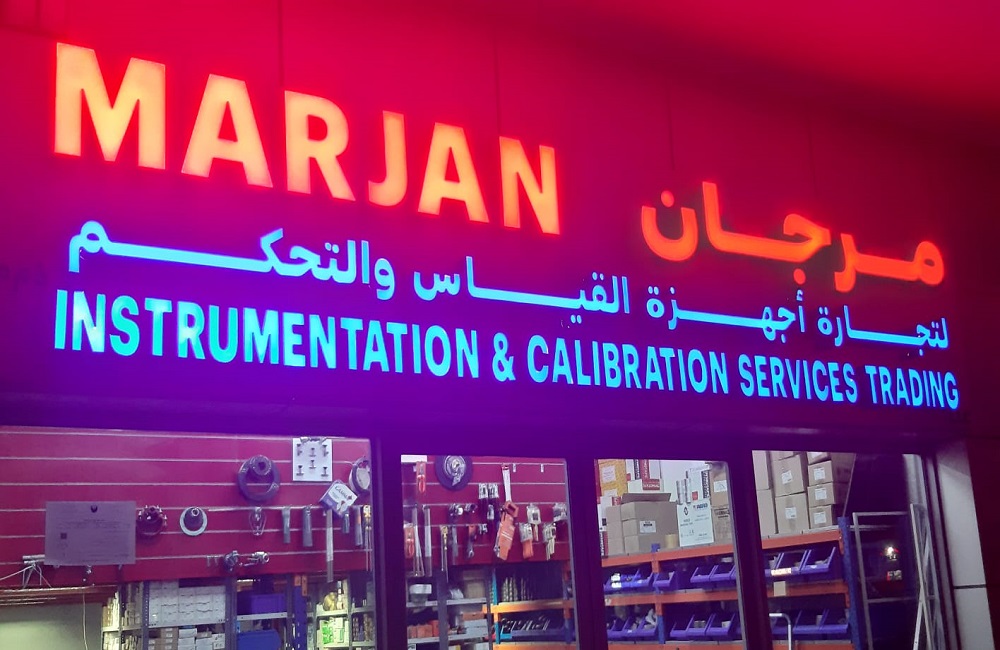 MARJAN مرجان
لتجارة أجهزة القياس والتحكم
INSTRUMENTATION & CALIBRATION SERVICES TRADING